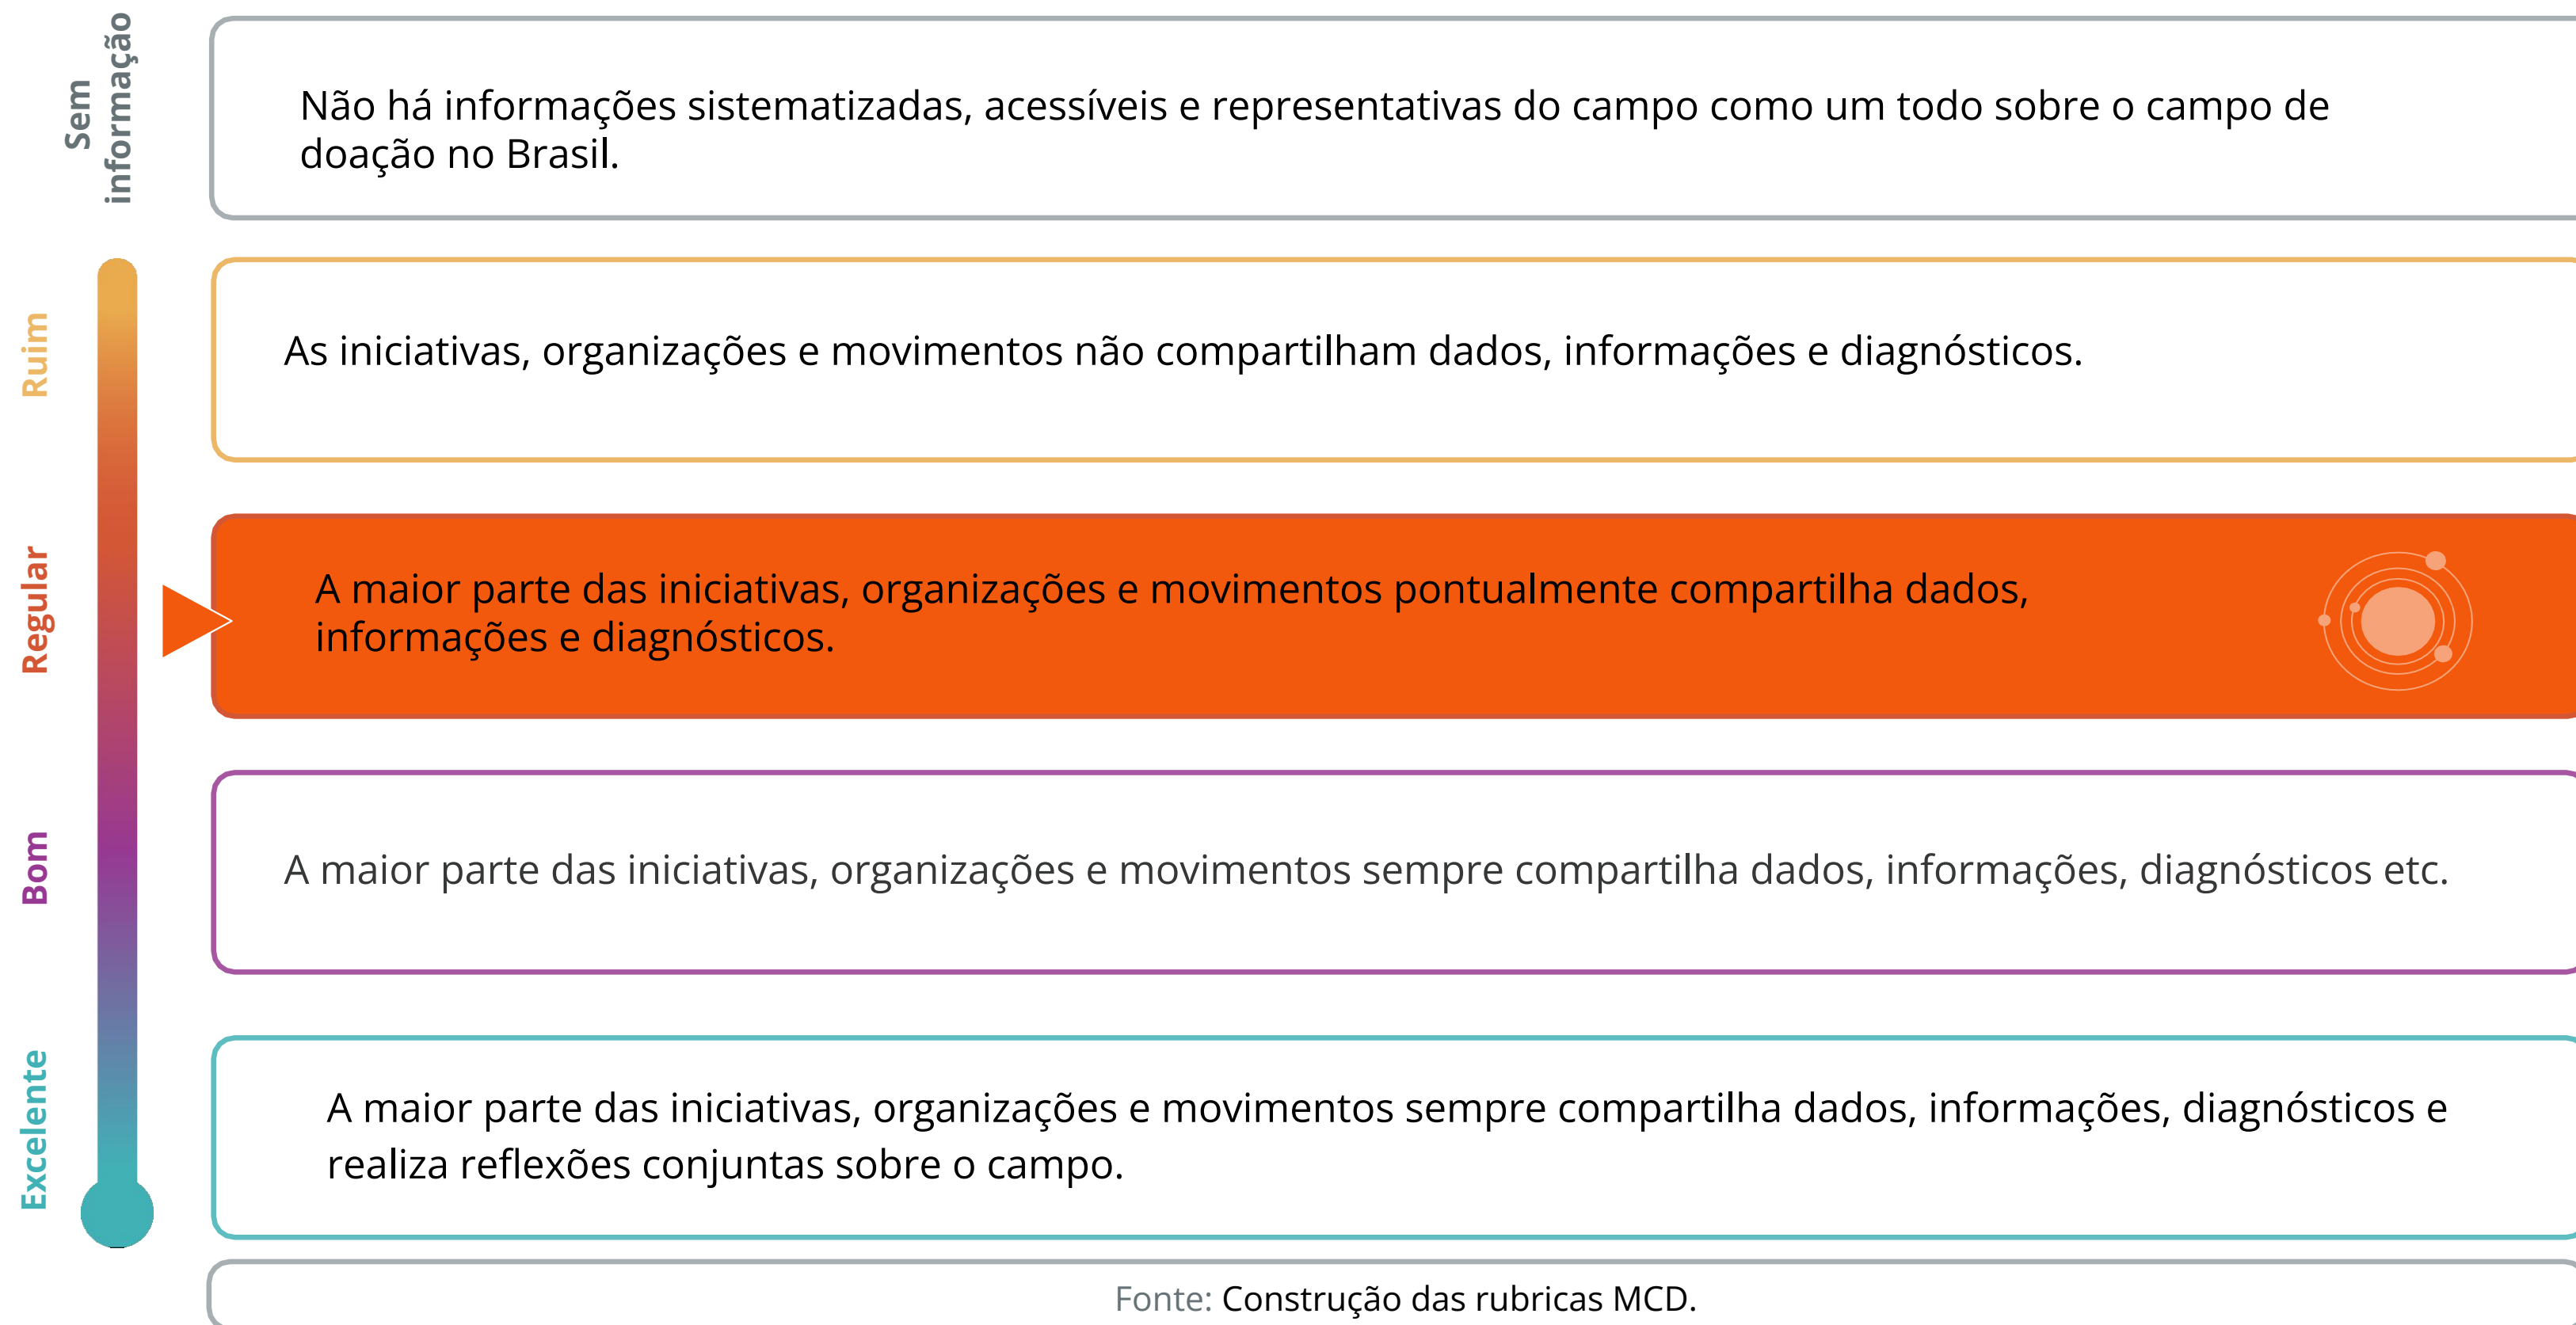 Sem
informação
Não há informações sistematizadas, acessíveis e representativas do campo como um todo sobre o campo de
doação no Brasil.
Ruim
As iniciativas, organizações e movimentos não compartilham dados, informações e diagnósticos.
Regular
A maior parte das iniciativas, organizações e movimentos pontualmente compartilha dados,
informações e diagnósticos.
Bom
A maior parte das iniciativas, organizações e movimentos sempre compartilha dados, informações, diagnósticos etc.
Excelente
A maior parte das iniciativas, organizações e movimentos sempre compartilha dados, informações, diagnósticos e
realiza reflexões conjuntas sobre o campo.
Fonte: Construção das rubricas MCD.